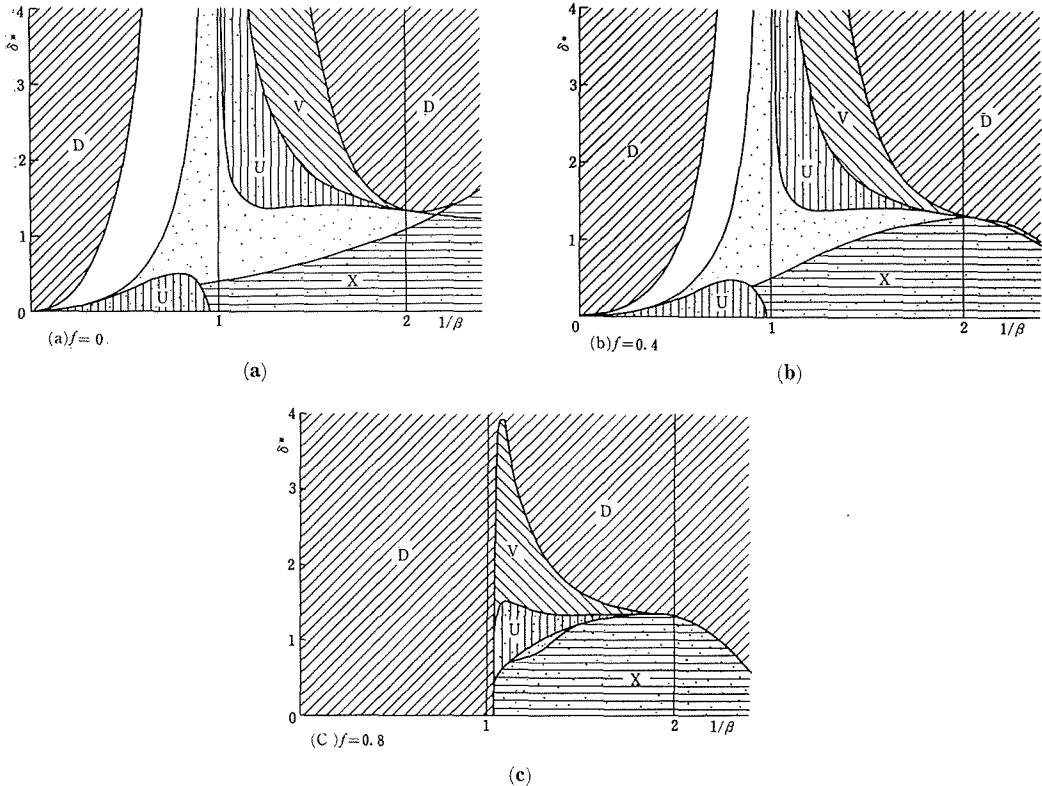 4
δ*
3
2
1
0
D
U
V
D
U
X
1
2
1/β
(a)f= 0.
(a)
4
δ*
3
2
1
0
D
U
V
D
U
X
1
2
1/β
(b)f=0.4
(b)
4
δ*
3
2
1
0
D
V
D
U
X
1
2
1/β
(C )f=0.8
(c)